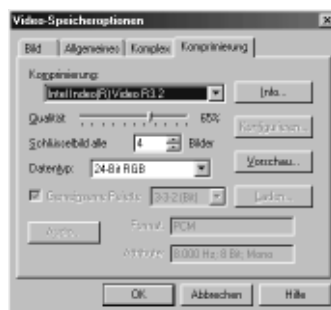 Video-Speicheroptionen
Bild Allgemeines Komplex Komprimierung
Komprimierung:
Intel Indeo(R) Video R3.2
Info...
Qualität 65%
Konfigurieren...
Schlüsselbild alle 4 Bilder
Vorschau...
Datentyp: 24-Bit RGB
Gemeinsame Palette 3-3-2 (Bit)
Laden...
Audio...
Format: PCM
Attribute: 8.000 Hz; 8 Bit; Mono
OK Abbrechen Hilfe